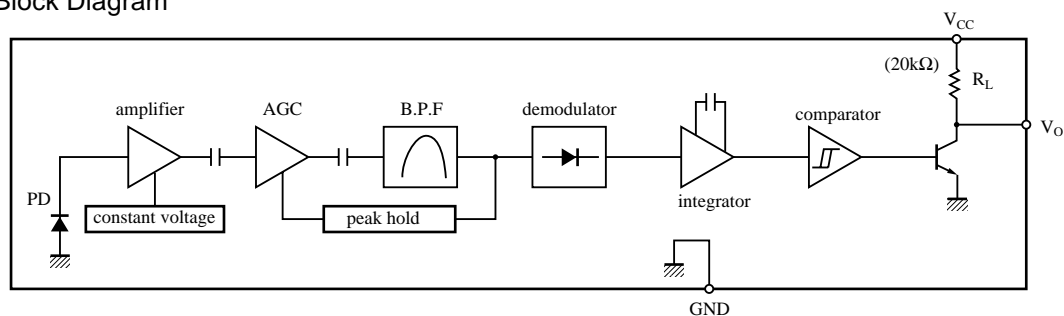 Block Diagram
VCC
(20kΩ)
RL
amplifier
AGC
B.P.F
demodulator
comparator
VO
PD
constant voltage
peak hold
integrator
GND